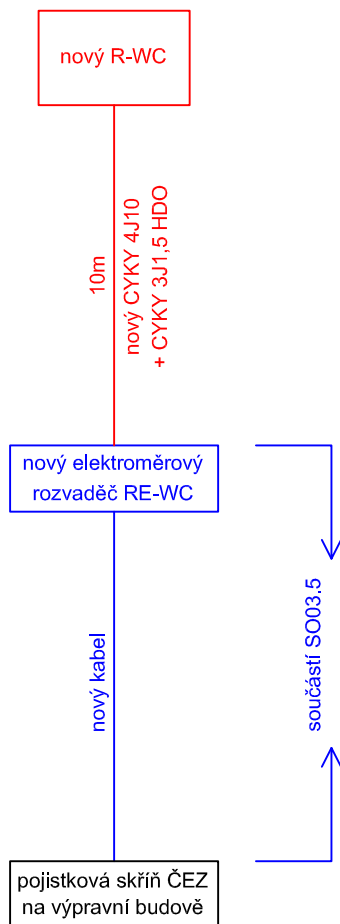 nový R-WC
10m
nový CYKY 4J10
+ CYKY 3J1,5 HDO
nový elektroměrový
rozvaděč RE-WC
nový kabel
součástí SO03.5
pojistková skříň ČEZ
na výpravní budově